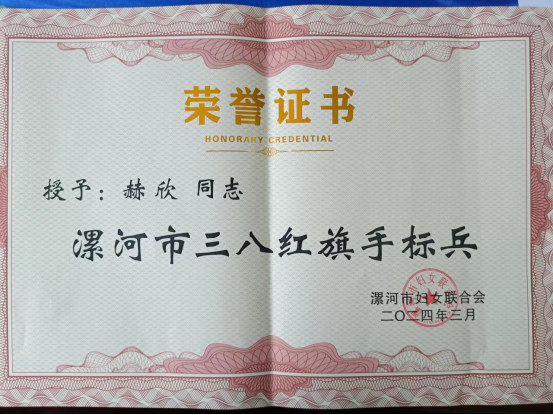 荣誉证书
HONORARY CREDENTIAL
授予：赫欣 同志
漯河市三八红旗手标兵
漯河市妇女联合会
二〇二四年三月